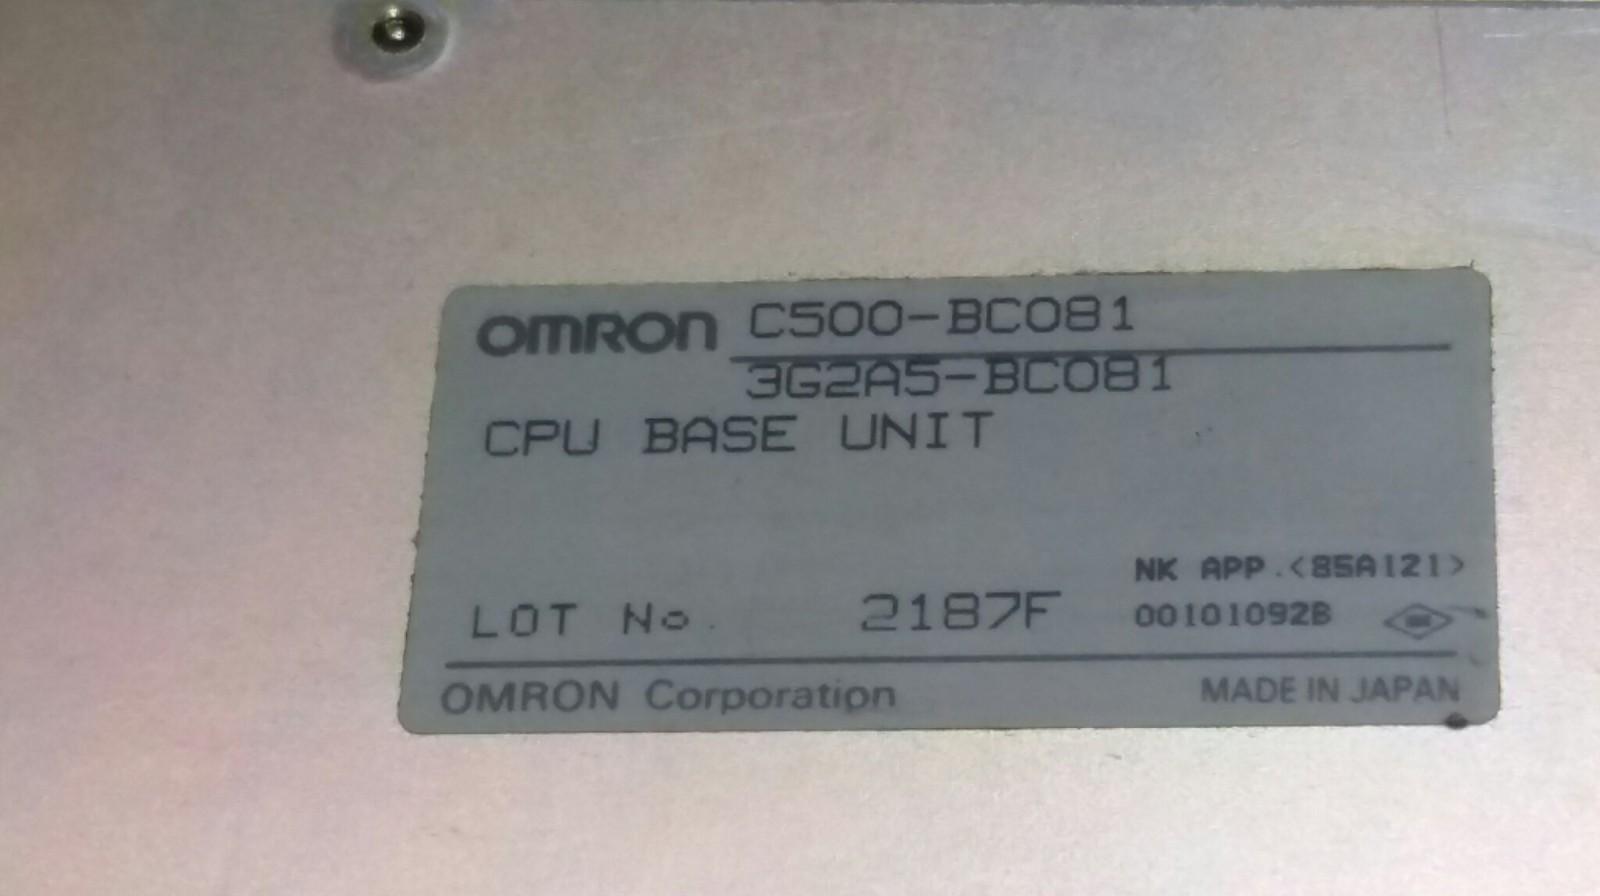 OMRON C500-BC081
3G2A5-BC081
CPU BASE UNIT
NK APP.<85A121>
LOT No. 2187F 00101092B
OMRON Corporation MADE IN JAPAN